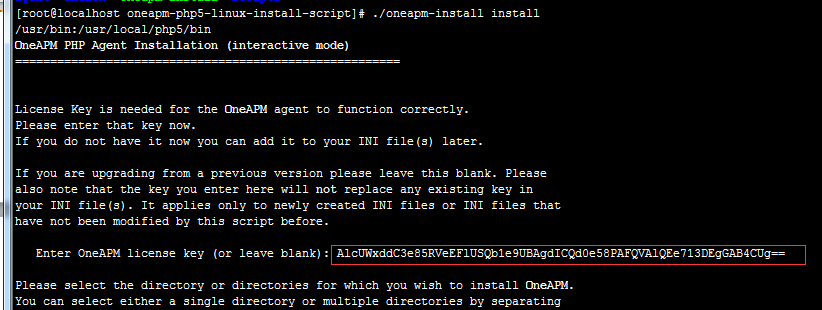 [root@localhost oneapm-php5-linux-install-script]# ./oneapm-install install
/usr/bin:/usr/local/php5/bin
OneAPM PHP Agent Installation (interactive mode)
====================================================
License Key is needed for the OneAPM agent to function correctly.
Please enter that key now.
If you do not have it now you can add it to your INI file(s) later.
If you are upgrading from a previous version please leave this blank. Please
also note that the key you enter here will not replace any existing key in
your INI file(s). It applies only to newly created INI files or INI files that
have not been modified by this script before.
Enter OneAPM license key (or leave blank): AlcUWxddC3e85RVeEFlUSQb1e9UBAgdICQd0e58PAFQVAlQEe713DEgGAB4CUg==
Please select the directory or directories for which you wish to install OneAPM.
You can select either a single directory or multiple directories by separating